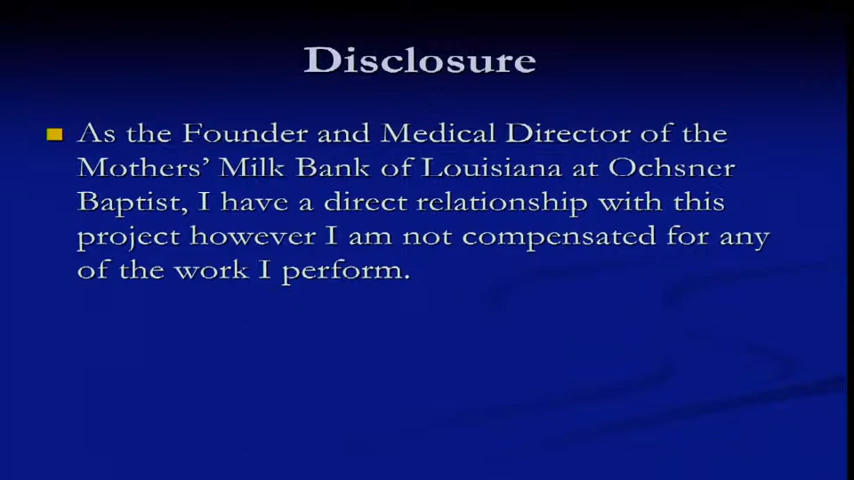 Disclosure
As the Founder and Medical Director of the
Mothers’ Milk Bank of Louisiana at Ochsner
Baptist, I have a direct relationship with this
project however I am not compensated for any
of the work I perform.